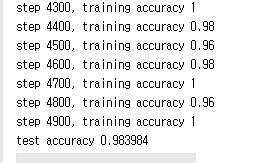 step 4300, training accuracy 1
step 4400, training accuracy 0.98
step 4500, training accuracy 0.96
step 4600, training accuracy 0.98
step 4700, training accuracy 1
step 4800, training accuracy 0.96
step 4900, training accuracy 1
test accuracy 0.983984